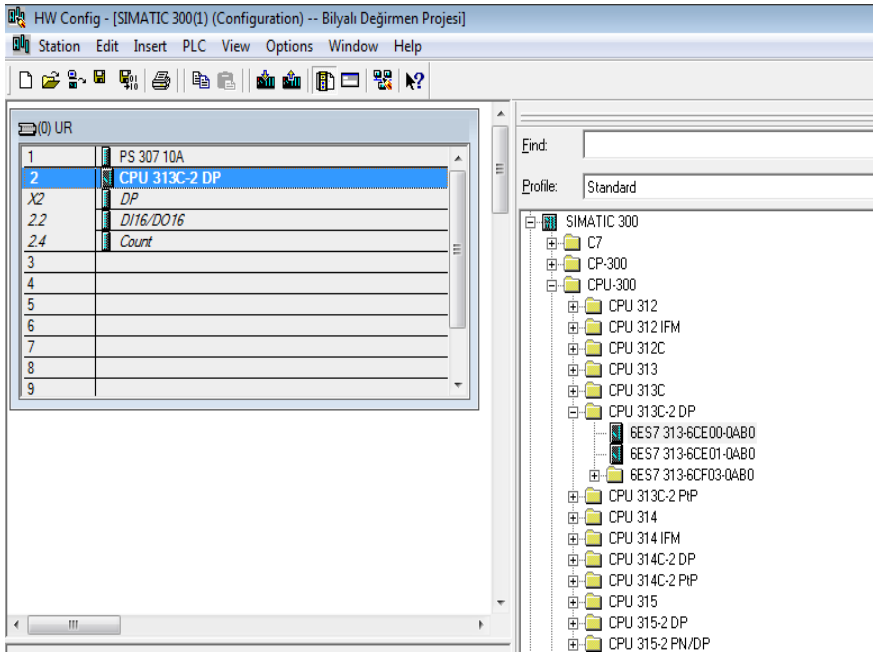 HW Config - [SIMATIC 300(1) (Configuration) -- Bilyalı Değirmen Projesi]
Station Edit Insert PLC View Options Window Help
(0) UR
1 PS 307 10A
2 CPU 313C-2 DP
X2 DP
2.2 DI16/DO16
2.4 Count
3
4
5
6
7
8
9
Find:
Profile: Standard
SIMATIC 300
C7
CP-300
CPU-300
CPU 312
CPU 312 IFM
CPU 312C
CPU 313
CPU 313C
CPU 313C-2 DP
6ES7 313-6CE00-0AB0
6ES7 313-6CE01-0AB0
6ES7 313-6CF03-0AB0
CPU 313C-2 PtP
CPU 314
CPU 314 IFM
CPU 314C-2 DP
CPU 314C-2 PtP
CPU 315
CPU 315-2 DP
CPU 315-2 PN/DP